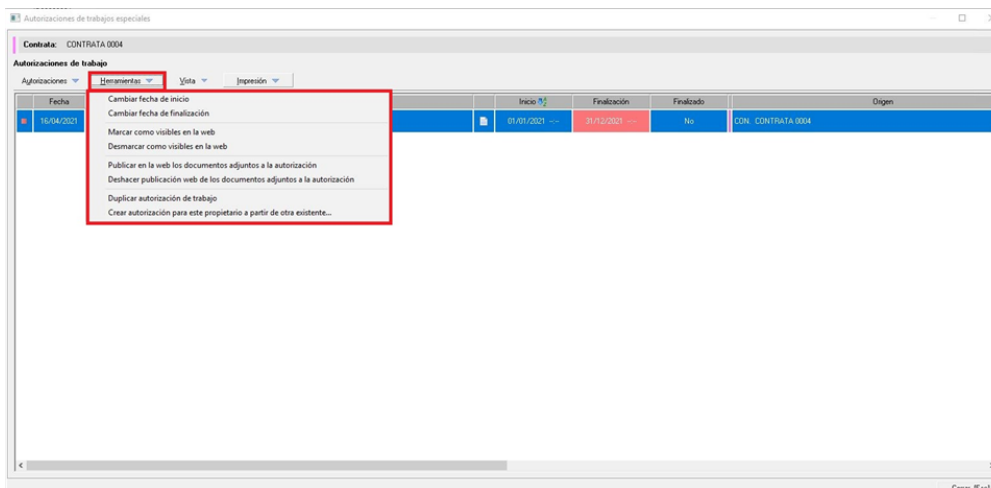 Autorizaciones de trabajos especiales
Contrata: CONTRATA 0004
Autorizaciones de trabajo
Autorizaciones Herramientas Vista Impresión
Fecha Inicio Finalización Finalizado Origen
16/04/2021 01/01/2021 --:-- 31/12/2021 --:-- No CON. CONTRATA 0004
Cambiar fecha de inicio
Cambiar fecha de finalización
Marcar como visibles en la web
Desmarcar como visibles en la web
Publicar en la web los documentos adjuntos a la autorización
Deshacer publicación web de los documentos adjuntos a la autorización
Duplicar autorización de trabajo
Crear autorización para este propietario a partir de otra existente...